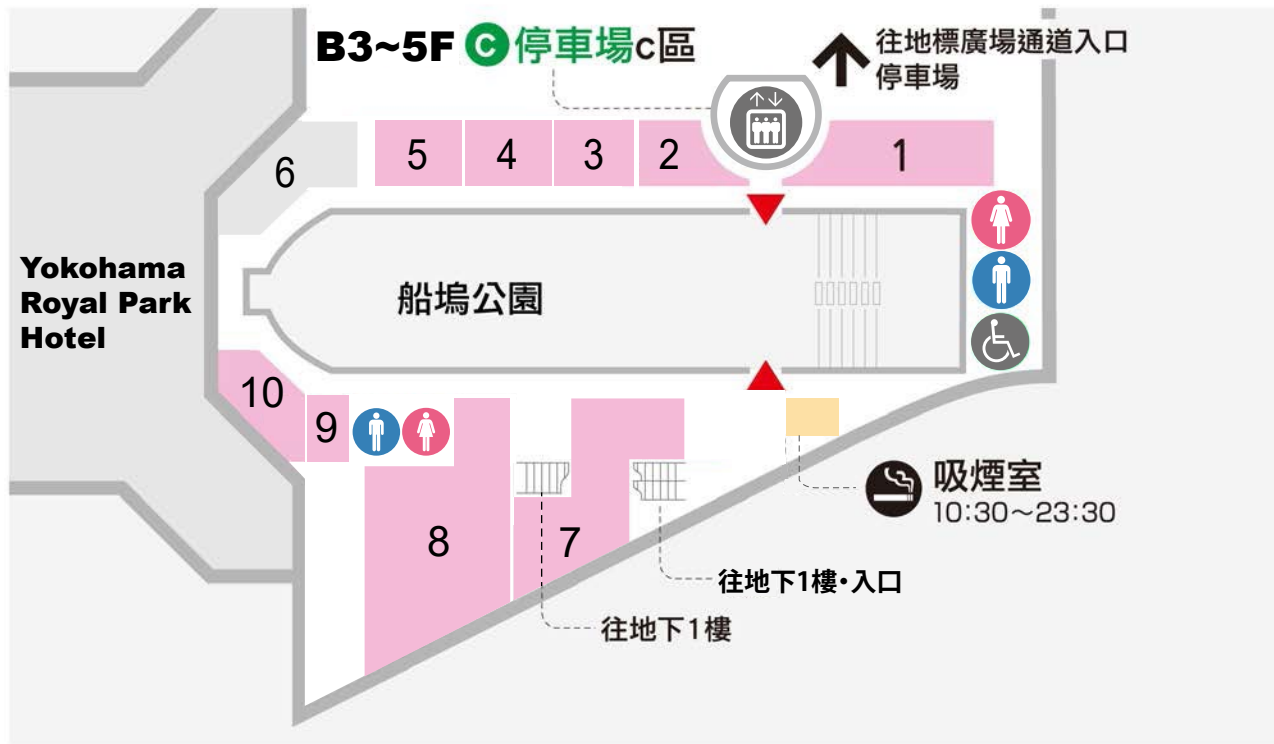 B3~5F C 停車場C區
往地標廣場通道入口
停車場
5
4
3
2
1
6
Yokohama
Royal Park
Hotel
船塢公園
10
9
8
7
吸煙室
10:30～23:30
往地下1樓・入口
往地下1樓